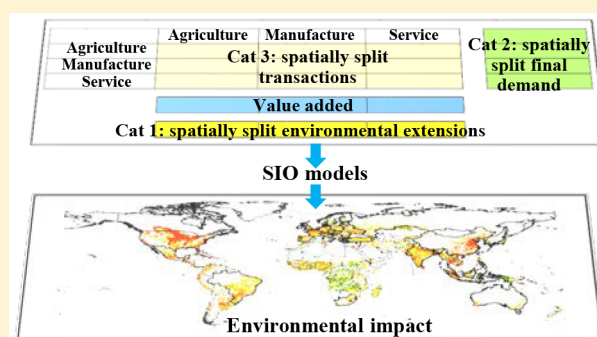 Agriculture Manufacture Service
Agriculture
Manufacture
Service
Cat 3: spatially split
transactions
Cat 2: spatially
split final
demand
Value added
Cat 1: spatially split environmental extensions
SIO models
Environmental impact